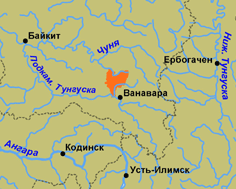 Байкит
Чуня
Ербогачен
Подкам. Тунгуска
Ниж. Тунгуска
Ванавара
Ангара
Кодинск
Усть-Илимск